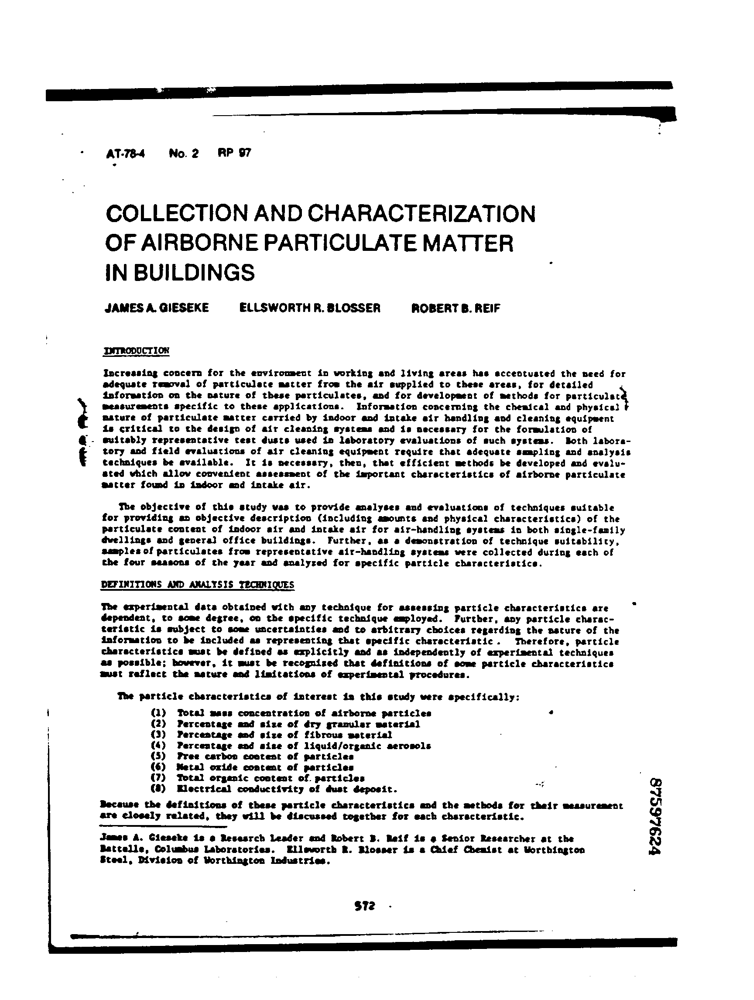 AT-78-4 No. 2 RP 97
COLLECTION AND CHARACTERIZATION
OF AIRBORNE PARTICULATE MATTER
IN BUILDINGS
JAMES A. GIESEKE ELLSWORTH R. BLOSSER ROBERT B. REIF
INTRODUCTION
Increasing concern for the environment in working and living areas has accentuated the need for
adequate removal of particulate matter from the air supplied to these areas, for detailed
information on the nature of these particulates, and for development of methods for particulate
measurements specific to these applications. Information concerning the chemical and physical
nature of particulate matter carried by indoor and intake air handling and cleaning equipment
is critical to the design of air cleaning systems and is necessary for the formulation of
suitably representative test dusts used in laboratory evaluations of such systems. Both labora-
tory and field evaluations of air cleaning equipment require that adequate sampling and analysis
techniques be available. It is necessary, then, that efficient methods be developed and evalu-
ated which allow convenient assessment of the important characteristics of airborne particulate
matter found in indoor and intake air.
The objective of this study was to provide analyses and evaluations of techniques suitable
for providing an objective description (including amounts and physical characteristics) of the
particulate content of indoor air and intake air for air-handling systems in both single-family
dwellings and general office buildings. Further, as a demonstration of technique suitability,
samples of particulates from representative air-handling systems were collected during each of
the four seasons of the year and analyzed for specific particle characteristics.
DEFINITIONS AND ANALYSIS TECHNIQUES
The experimental data obtained with any technique for assessing particle characteristics are
dependent, to some degree, on the specific technique employed. Further, any particle charac-
teristic is subject to some uncertainties and to arbitrary choices regarding the nature of the
information to be included as representing that specific characteristic. Therefore, particle
characteristics must be defined as explicitly and as independently of experimental techniques
as possible; however, it must be recognized that definitions of some particle characteristics
must reflect the nature and limitations of experimental procedures.
The particle characteristics of interest in this study were specifically:
(1) Total mass concentration of airborne particles
(2) Percentage and size of dry granular material
(3) Percentage and size of fibrous material
(4) Percentage and size of liquid/organic aerosols
(5) Free carbon content of particles
(6) Metal oxide content of particles
(7) Total organic content of particles
(8) Electrical conductivity of dust deposit.
Because the definitions of these particle characteristics and the methods for their measurement
are closely related, they will be discussed together for each characteristic.
James A. Gieseke is a Research Leader and Robert B. Reif is a Senior Researcher at the
Battelle, Columbus Laboratories. Ellsworth R. Blosser is a Chief Chemist at Worthington
Steel, Division of Worthington Industries.
572
87597624